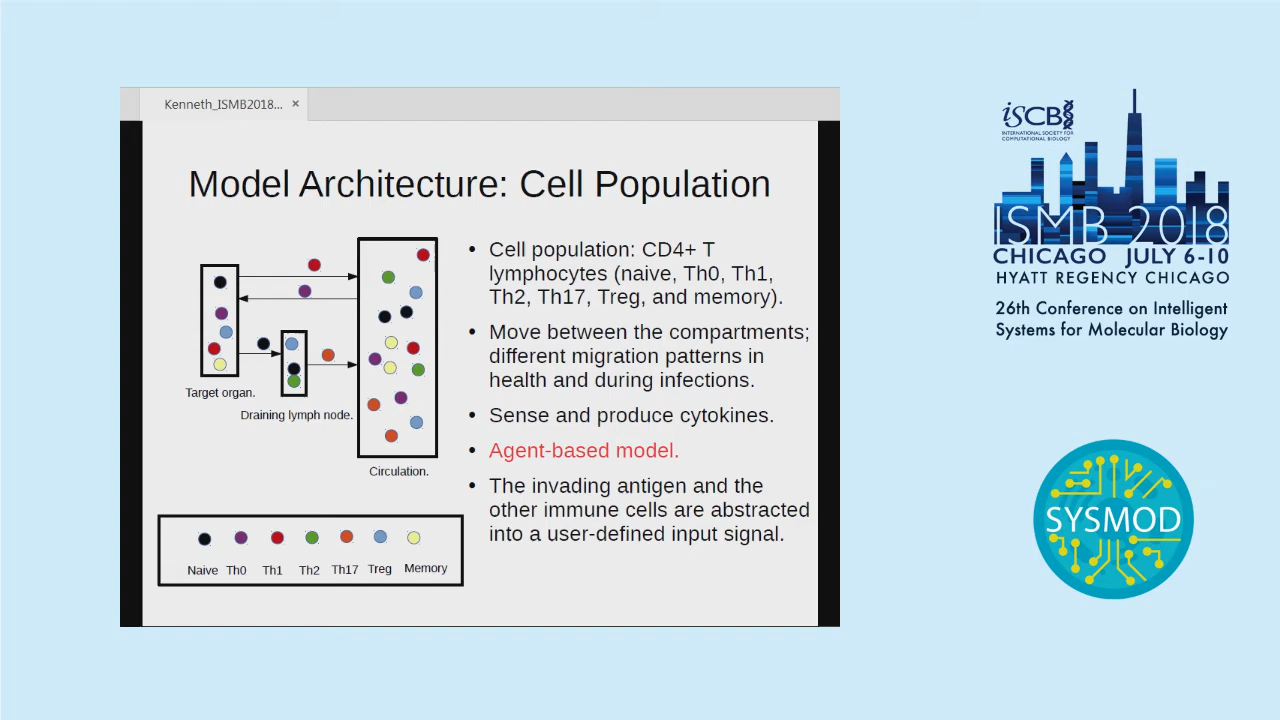 Kenneth_ISMB2018... ×
Model Architecture: Cell Population
Target organ.
Draining lymph node.
Circulation.
Naive Th0 Th1 Th2 Th17 Treg Memory
• Cell population: CD4+ T
lymphocytes (naive, Th0, Th1,
Th2, Th17, Treg, and memory).
• Move between the compartments;
different migration patterns in
health and during infections.
• Sense and produce cytokines.
• Agent-based model.
• The invading antigen and the
other immune cells are abstracted
into a user-defined input signal.
iSCB
INTERNATIONAL SOCIETY FOR
COMPUTATIONAL BIOLOGY
ISMB 2018
CHICAGO JULY 6-10
HYATT REGENCY CHICAGO
26th Conference on Intelligent
Systems for Molecular Biology
SYSMOD